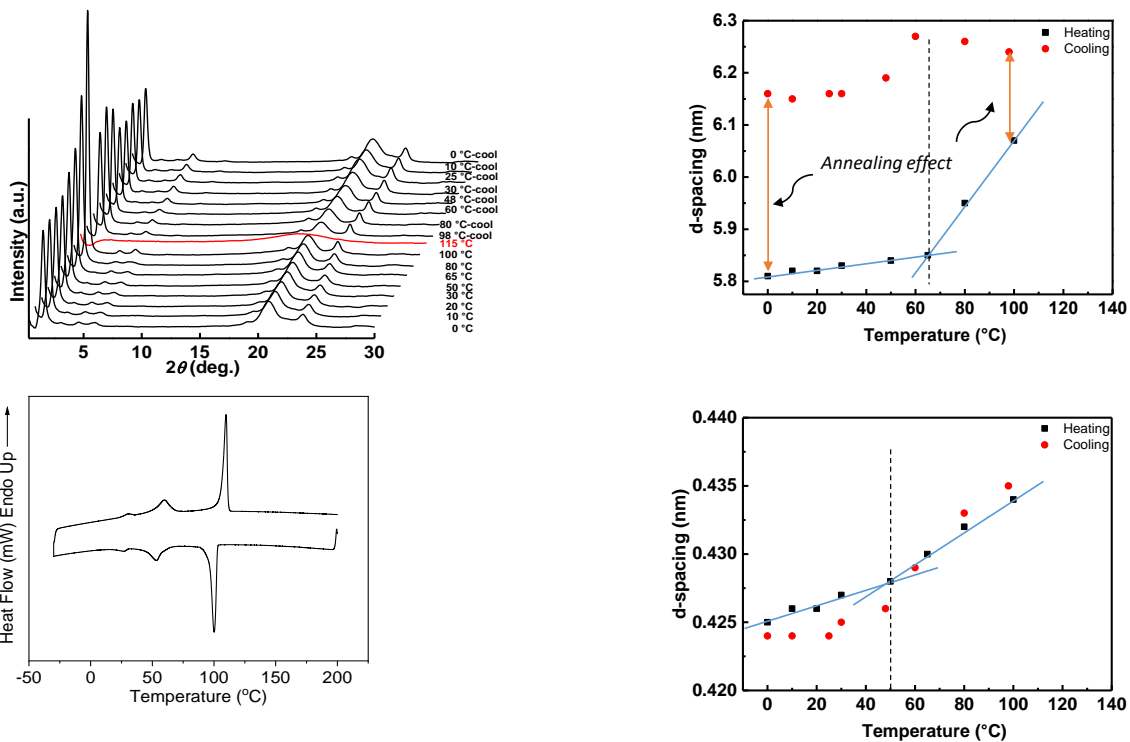 Intensity (a.u.)
0 °C-cool
10 °C-cool
25 °C-cool
30 °C-cool
48 °C-cool
60 °C-cool
80 °C-cool
98 °C-cool
115 °C
100 °C
80 °C
65 °C
50 °C
30 °C
20 °C
10 °C
0 °C
5 10 15 20 25 30
2θ (deg.)
d-spacing (nm)
6.3
6.2
6.1
6.0
5.9
5.8
Heating
Cooling
Annealing effect
0 20 40 60 80 100 120 140
Temperature (°C)
Heat Flow (mW) Endo Up
-50 0 50 100 150 200
Temperature (°C)
d-spacing (nm)
0.440
0.435
0.430
0.425
0.420
Heating
Cooling
0 20 40 60 80 100 120 140
Temperature (°C)